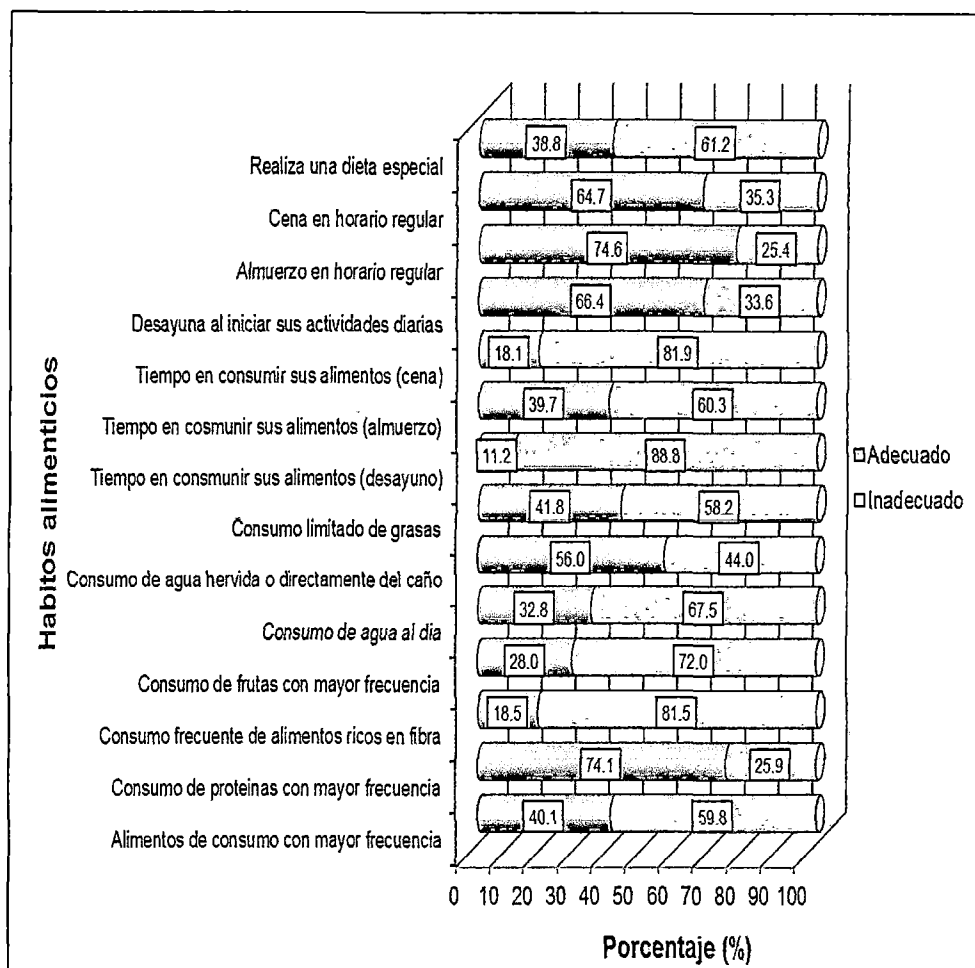 38.8 61.2
Realiza una dieta especial
64.7 35.3
Cena en horario regular
74.6 25.4
Almuerzo en horario regular
66.4 33.6
Desayuna al iniciar sus actividades diarias
18.1 81.9
Tiempo en consumir sus alimentos (cena)
39.7 60.3
Tiempo en cosmunir sus alimentos (almuerzo)
11.2 88.8
Tiempo en consmunir sus alimentos (desayuno)
41.8 58.2
Consumo limitado de grasas
56.0 44.0
Consumo de agua hervida o directamente del caño
32.8 67.5
Consumo de agua al día
28.0 72.0
Consumo de frutas con mayor frecuencia
18.5 81.5
Consumo frecuente de alimentos ricos en fibra
74.1 25.9
Consumo de proteinas con mayor frecuencia
40.1 59.8
Alimentos de consumo con mayor frecuencia
Habitos alimenticios
Adecuado
Inadecuado
0 10 20 30 40 50 60 70 80 90 100
Porcentaje (%)